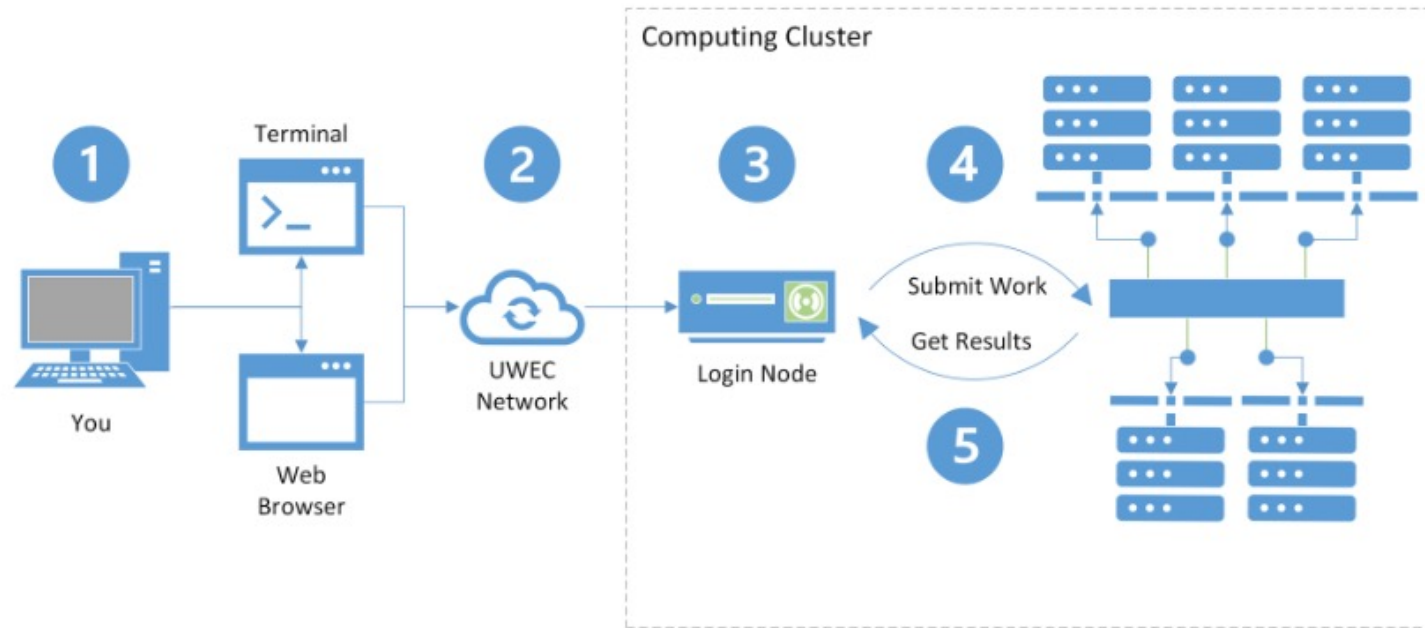 Computing Cluster
1
Terminal
2
3
4
>_
You
Web
Browser
UWEC
Network
Login Node
Submit Work
Get Results
5